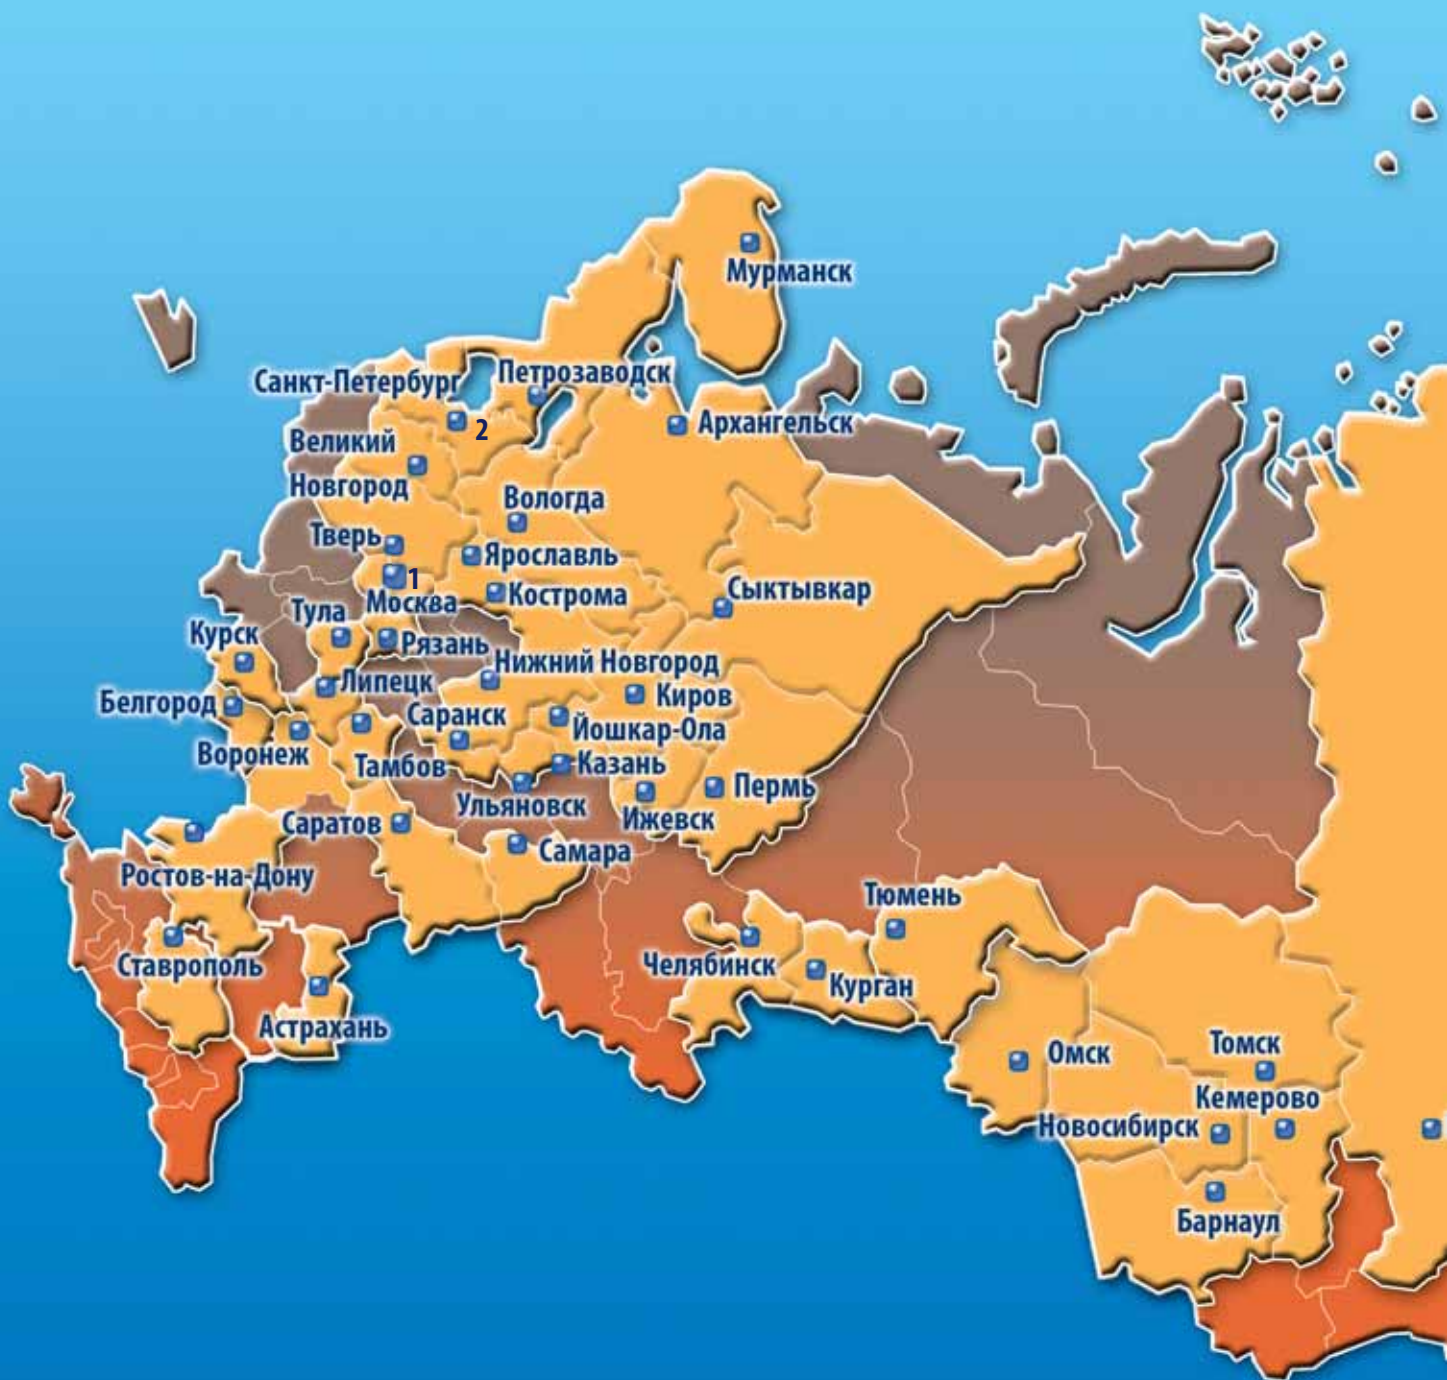 Мурманск
Санкт-Петербург
Петрозаводск
2
Архангельск
Великий
Новгород
Вологда
Тверь
Ярославль
1
Москва
Кострома
Сыктывкар
Тула
Курск
Рязань
Нижний Новгород
Липецк
Киров
Белгород
Саранск
Йошкар-Ола
Воронеж
Тамбов
Казань
Пермь
Ульяновск
Ижевск
Саратов
Самара
Ростов-на-Дону
Тюмень
Ставрополь
Челябинск
Курган
Астрахань
Омск
Томск
Кемерово
Новосибирск
Барнаул